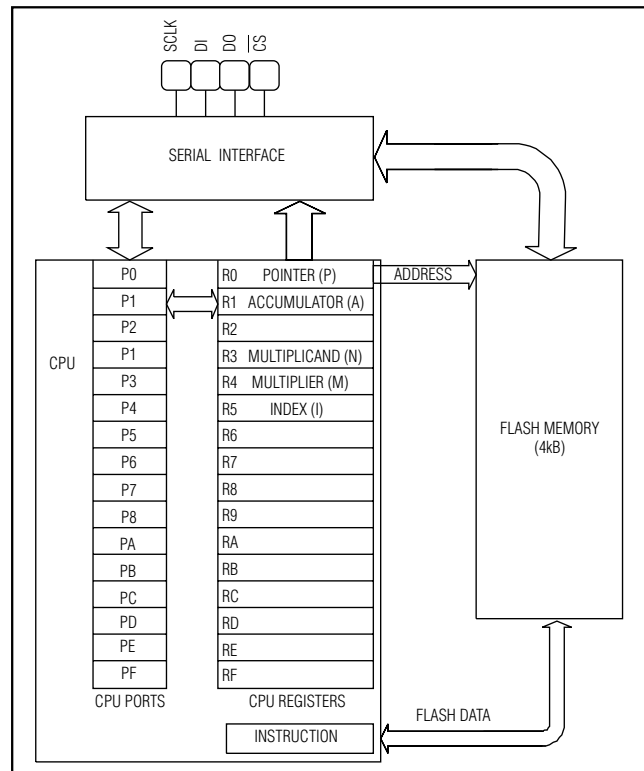 SCLK
DI
DO
CS
SERIAL INTERFACE
CPU
P0
P1
P2
P1
P3
P4
P5
P6
P7
P8
PA
PB
PC
PD
PE
PF
CPU PORTS
R0 POINTER (P)
R1 ACCUMULATOR (A)
R2
R3 MULTIPLICAND (N)
R4 MULTIPLIER (M)
R5 INDEX (I)
R6
R7
R8
R9
RA
RB
RC
RD
RE
RF
CPU REGISTERS
INSTRUCTION
ADDRESS
FLASH MEMORY
(4kB)
FLASH DATA